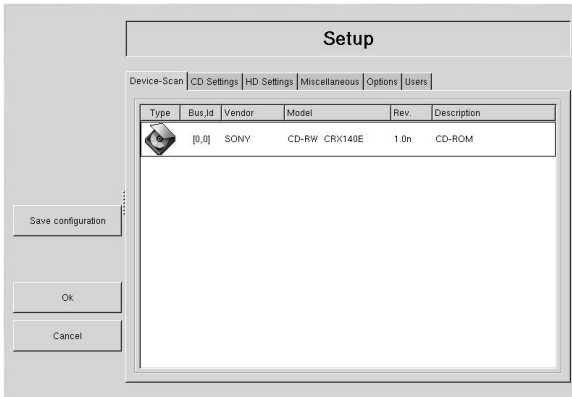 Setup
Device-Scan CD Settings HD Settings Miscellaneous Options Users
Type Bus,Id Vendor Model Rev. Description
[0,0] SONY CD-RW CRX140E 1.0n CD-ROM
Save configuration
Ok
Cancel